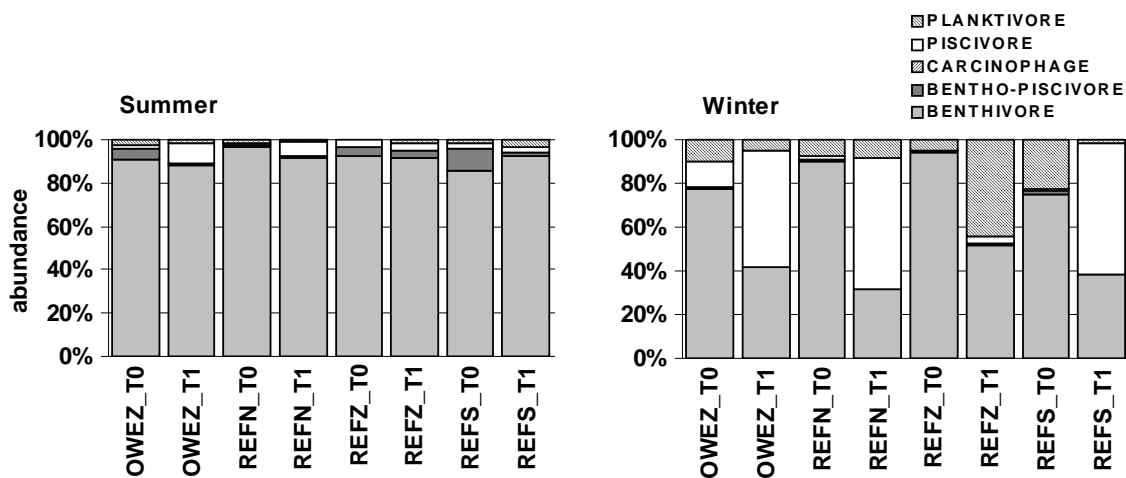 PLANKTIVORE
PISCIVORE
CARCINOPHAGE
BENTHO-PISCIVORE
BENTHIVORE
Summer
abundance
100%
80%
60%
40%
20%
0%
OWEZ_T0
OWEZ_T1
REFN_T0
REFN_T1
REFZ_T0
REFZ_T1
REFS_T0
REFS_T1
Winter
100%
80%
60%
40%
20%
0%
OWEZ_T0
OWEZ_T1
REFN_T0
REFN_T1
REFZ_T0
REFZ_T1
REFS_T0
REFS_T1